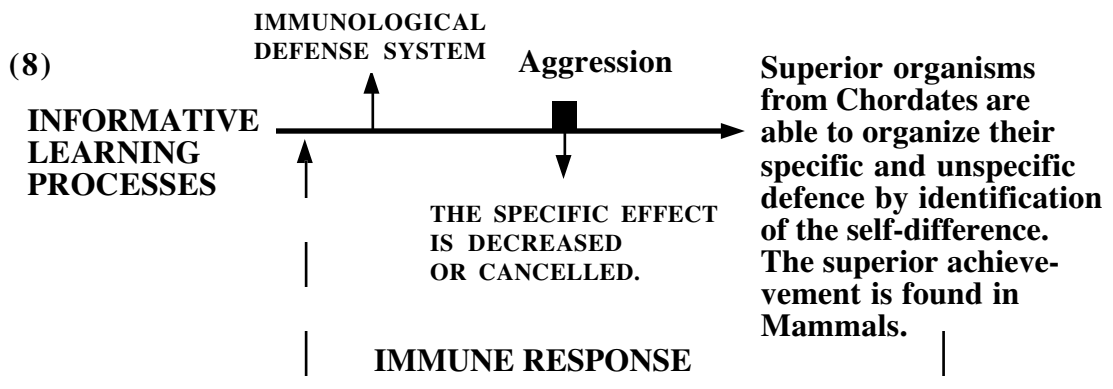 (8)
IMMUNOLOGICAL
DEFENSE SYSTEM
Aggression
INFORMATIVE
LEARNING
PROCESSES
THE SPECIFIC EFFECT
IS DECREASED
OR CANCELLED.
Superior organisms
from Chordates are
able to organize their
specific and unspecific
defence by identification
of the self-difference.
The superior achieve-
vement is found in
Mammals.
IMMUNE RESPONSE